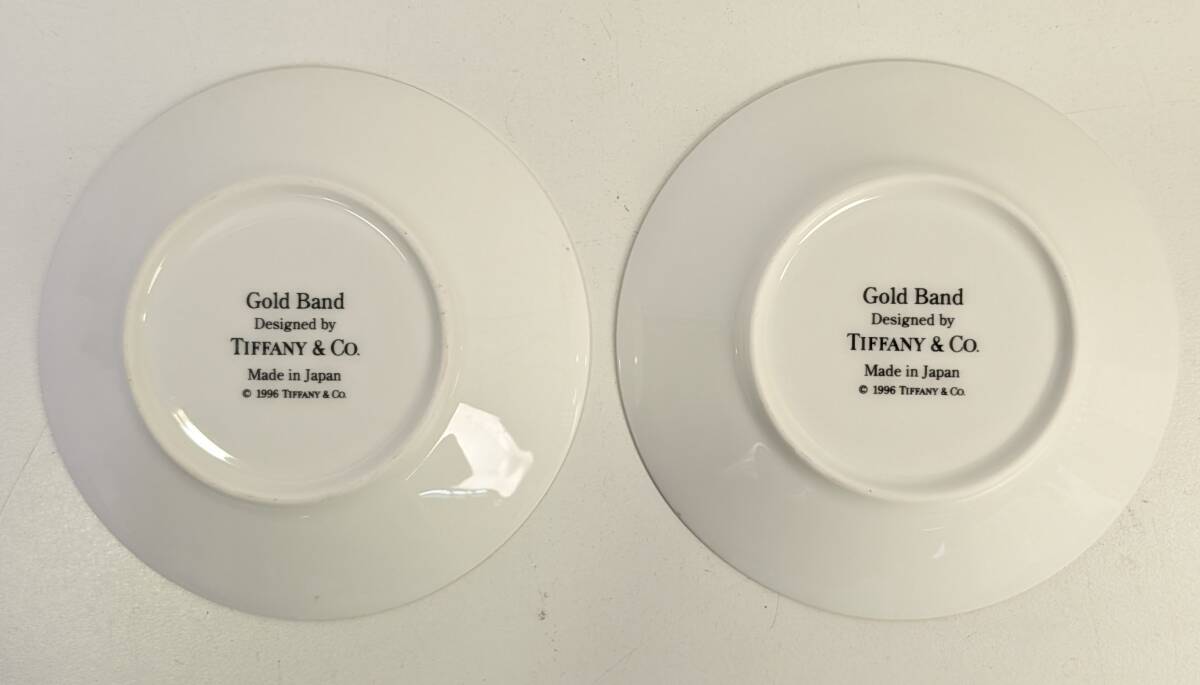 Gold Band
Designed by
TIFFANY & CO.
Made in Japan
© 1996 TIFFANY & CO.
Gold Band
Designed by
TIFFANY & CO.
Made in Japan
© 1996 TIFFANY & CO.